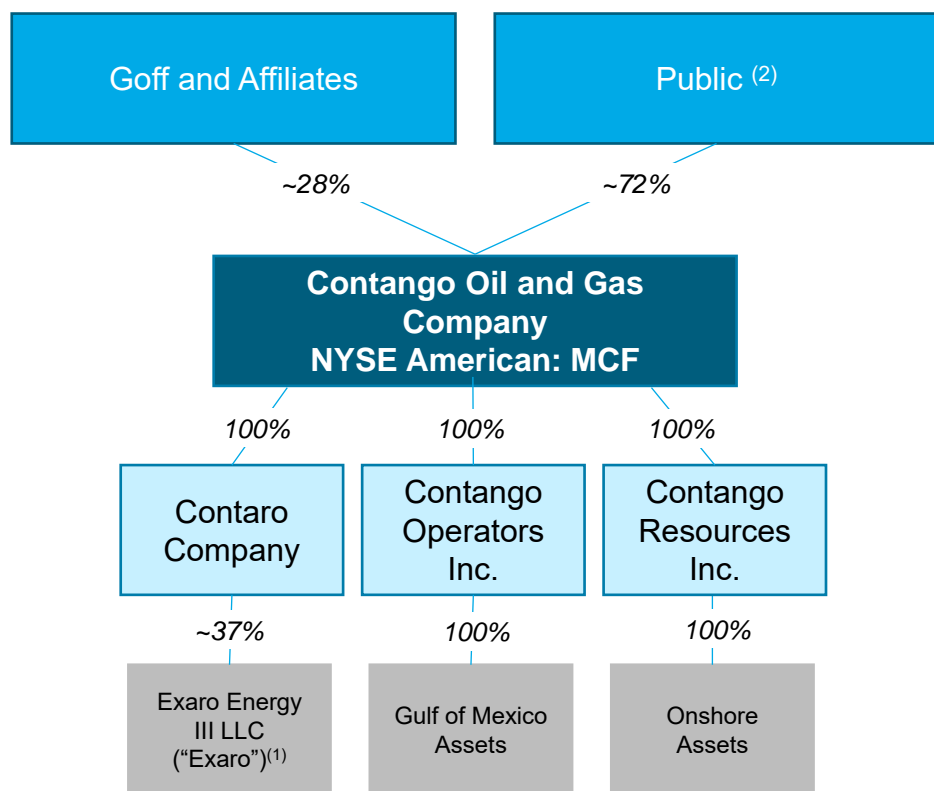 Goff and Affiliates
Public (2)
~28%
~72%
Contango Oil and Gas
Company
NYSE American: MCF
100%
100%
100%
Contaro
Company
Contango
Operators
Inc.
Contango
Resources
Inc.
~37%
100%
100%
Exaro Energy
III LLC
(“Exaro”)(1)
Gulf of Mexico
Assets
Onshore
Assets